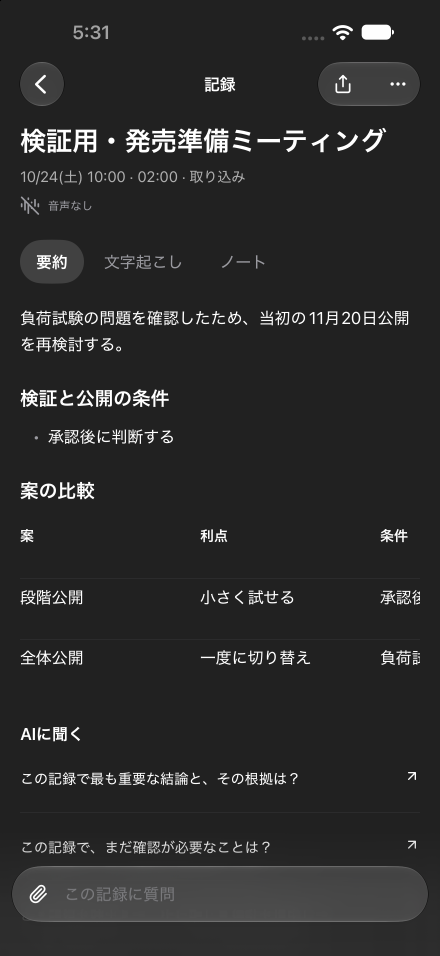 5:31
記録
検証用・発売準備ミーティング
10/24(土) 10:00 · 02:00 · 取り込み
音声なし
要約 文字起こし ノート
負荷試験の問題を確認したため、当初の11月20日公開
を再検討する。
検証と公開の条件
• 承認後に判断する
案の比較
案 利点 条件
段階公開 小さく試せる 承認後
全体公開 一度に切り替え 負荷試
AIに聞く
この記録で最も重要な結論と、その根拠は？
この記録で、まだ確認が必要なことは？
この記録に質問